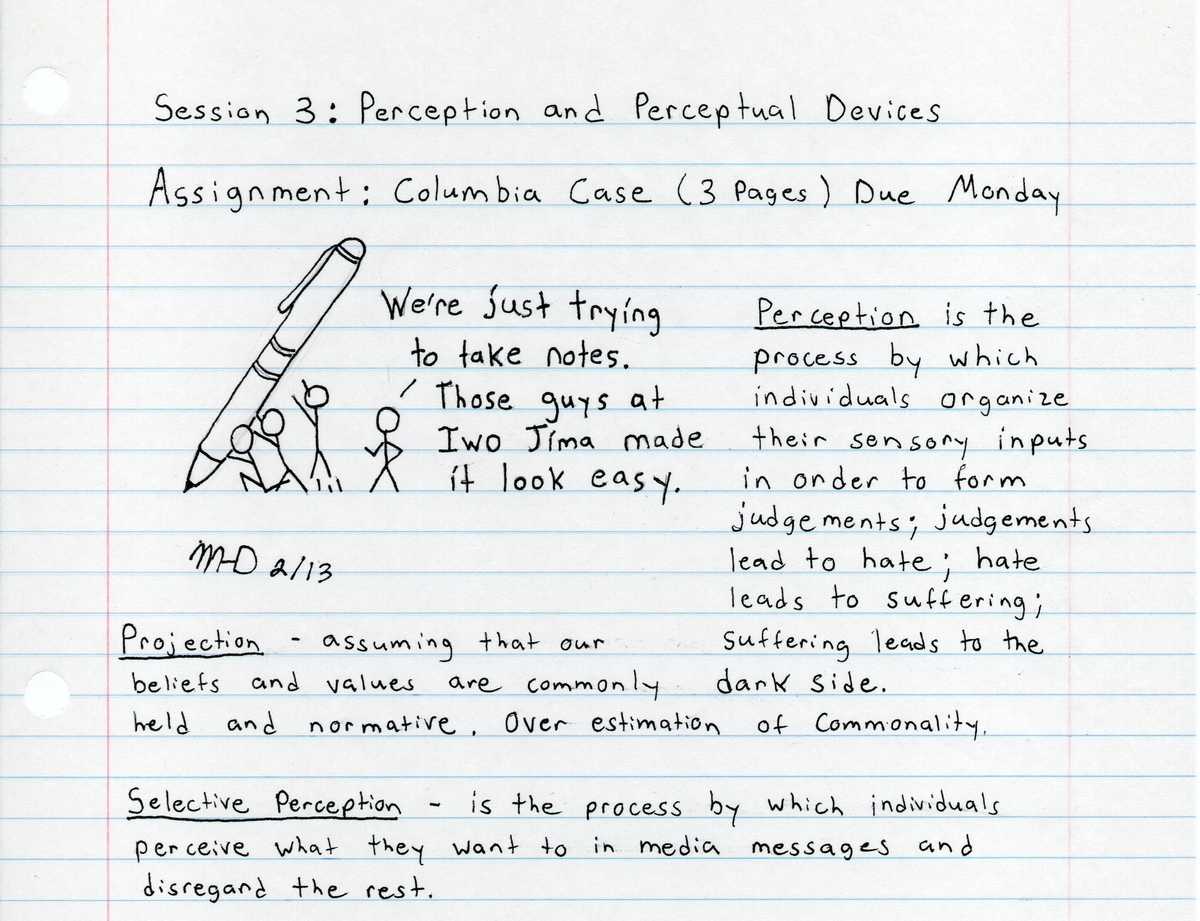 Session 3: Perception and Perceptual Devices
Assignment: Columbia Case (3 Pages) Due Monday
We're just trying
to take notes.
Those guys at
Iwo Jima made
it look easy.
M-D 2/13
Perception is the
process by which
individuals organize
their sensory inputs
in order to form
judgements; judgements
lead to hate; hate
leads to suffering;
suffering leads to the
dark side.
Projection - assuming that our
beliefs and values are commonly
held and normative. Over estimation of Commonality.
Selective Perception - is the process by which individuals
perceive what they want to in media messages and
disregard the rest.